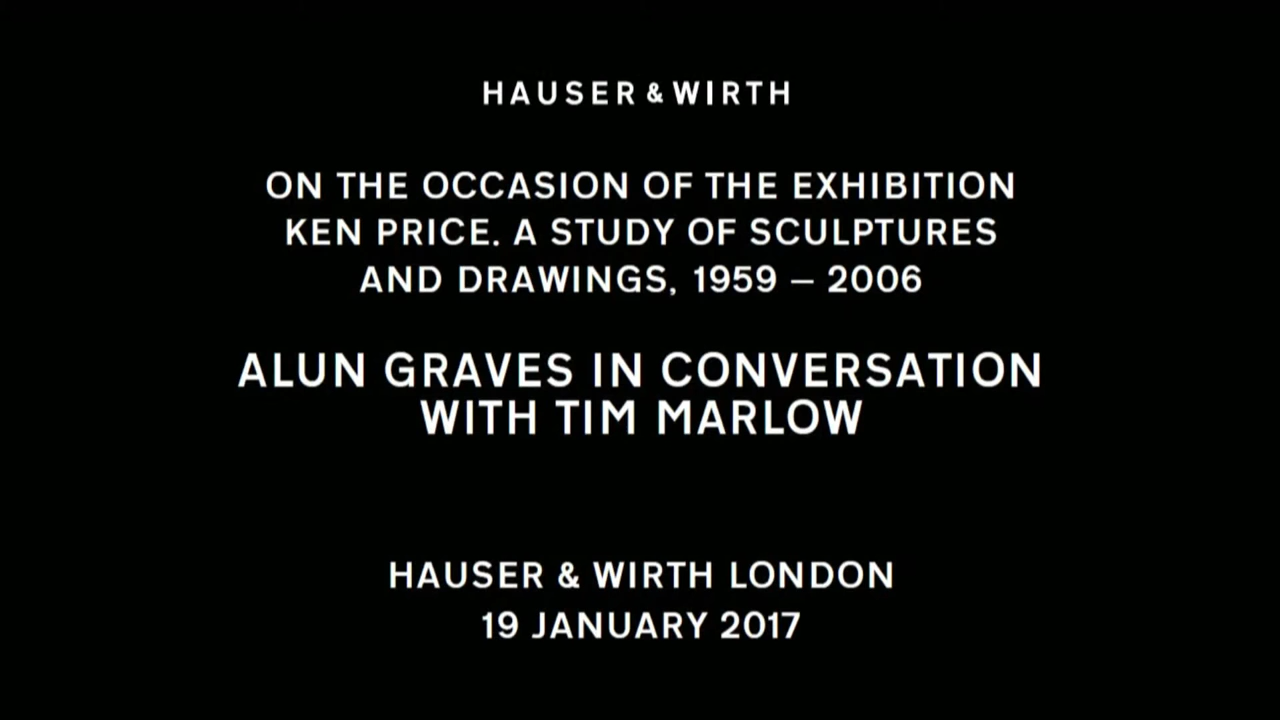 HAUSER & WIRTH
ON THE OCCASION OF THE EXHIBITION
KEN PRICE. A STUDY OF SCULPTURES
AND DRAWINGS, 1959 – 2006
ALUN GRAVES IN CONVERSATION
WITH TIM MARLOW
HAUSER & WIRTH LONDON
19 JANUARY 2017